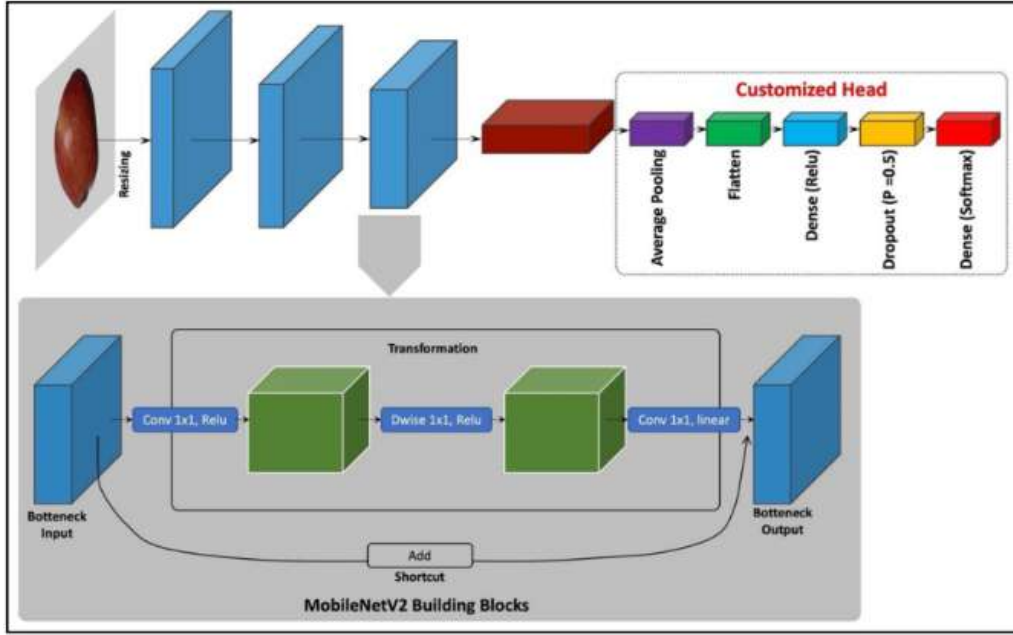 Resizing
Customized Head
Average Pooling
Flatten
Dense (Relu)
Dropout (P =0.5)
Dense (Softmax)
Transformation
Conv 1x1, Relu
Dwise 1x1, Relu
Conv 1x1, linear
Botteneck
Input
Botteneck
Output
Add
Shortcut
MobileNetV2 Building Blocks